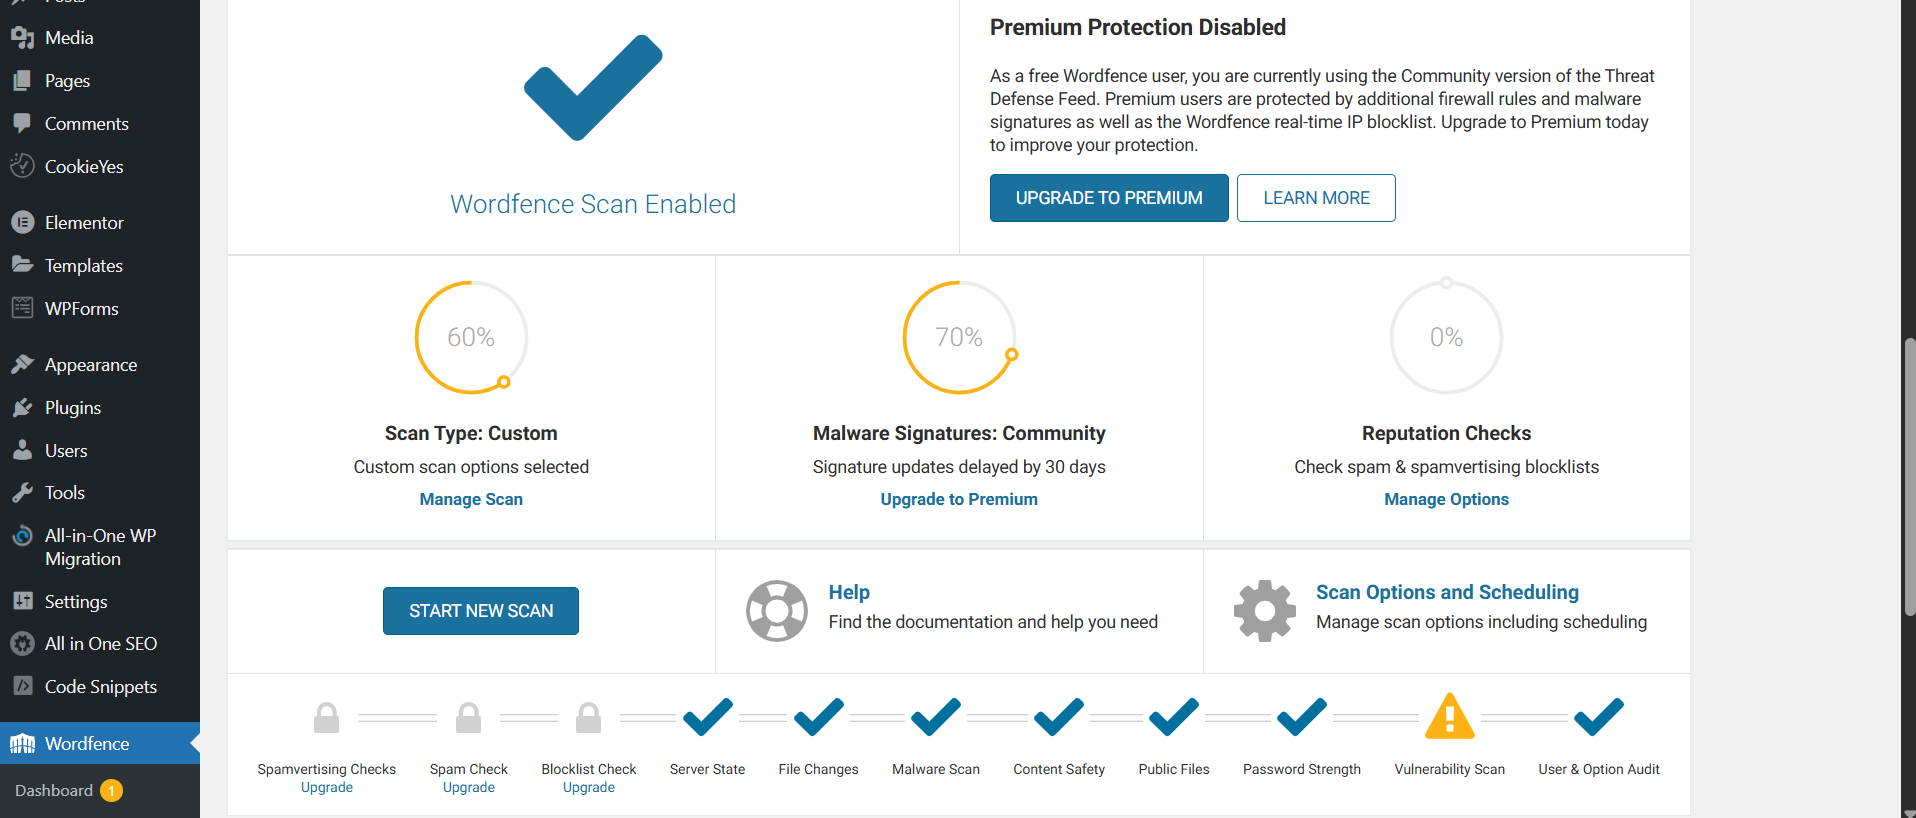 Posts
Media
Pages
Comments
CookieYes
Elementor
Templates
WPForms
Appearance
Plugins
Users
Tools
All-in-One WP
Migration
Settings
All in One SEO
Code Snippets
Wordfence
Dashboard 1
Wordfence Scan Enabled
Premium Protection Disabled
As a free Wordfence user, you are currently using the Community version of the Threat
Defense Feed. Premium users are protected by additional firewall rules and malware
signatures as well as the Wordfence real-time IP blocklist. Upgrade to Premium today
to improve your protection.
UPGRADE TO PREMIUM
LEARN MORE
60%
Scan Type: Custom
Custom scan options selected
Manage Scan
70%
Malware Signatures: Community
Signature updates delayed by 30 days
Upgrade to Premium
0%
Reputation Checks
Check spam & spamvertising blocklists
Manage Options
START NEW SCAN
Help
Find the documentation and help you need
Scan Options and Scheduling
Manage scan options including scheduling
Spamvertising Checks
Upgrade
Spam Check
Upgrade
Blocklist Check
Upgrade
Server State
File Changes
Malware Scan
Content Safety
Public Files
Password Strength
Vulnerability Scan
User & Option Audit